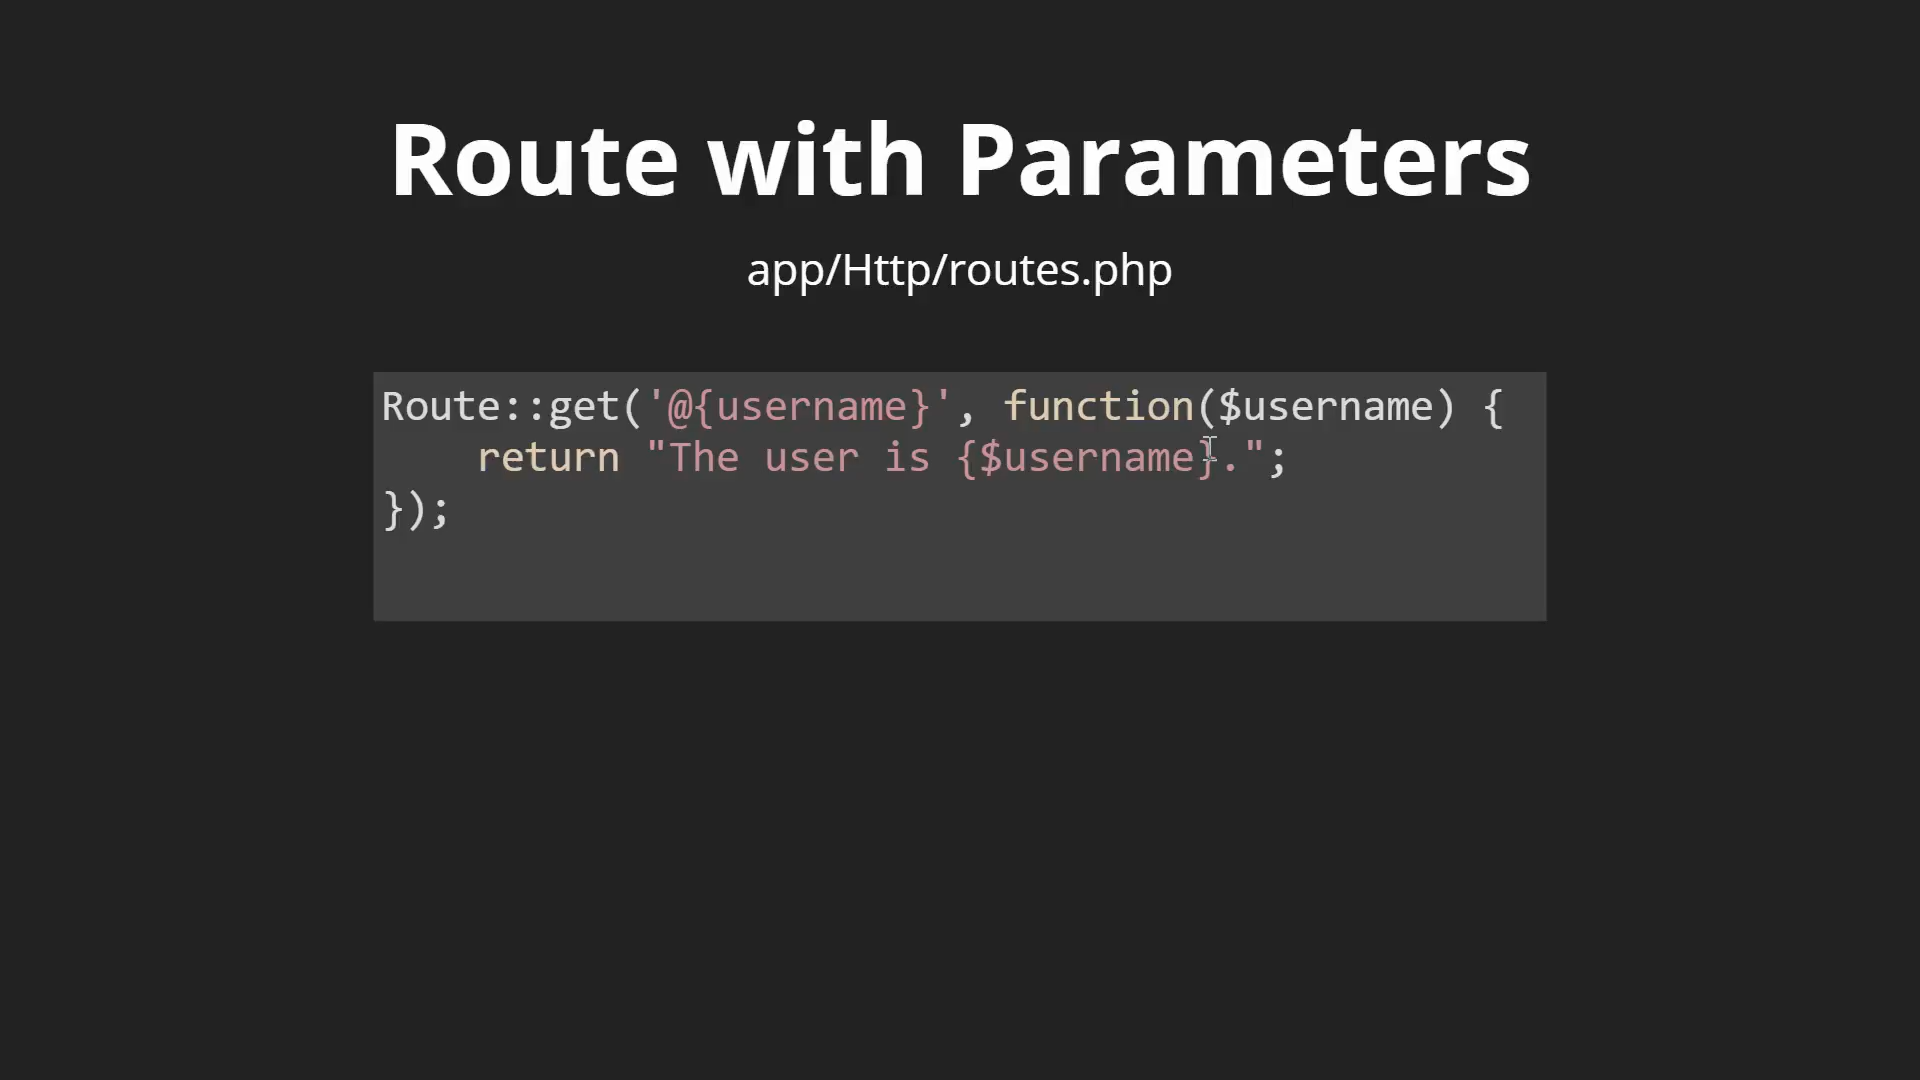 Route with Parameters
app/Http/routes.php
Route::get('@{username}', function($username) {
    return "The user is {$username}.";
});